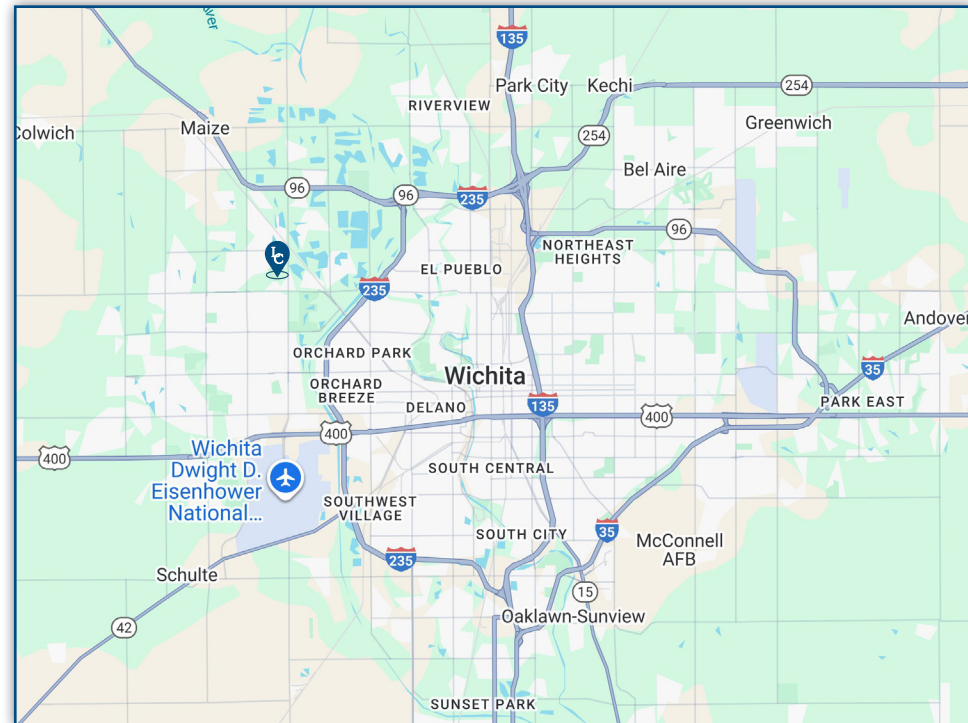 135
Park City
Kechi
254
RIVERVIEW
Greenwich
Maize
254
Bel Aire
96
96
235
96
NORTHEAST
HEIGHTS
LC
EL PUEBLO
235
ORCHARD PARK
35
Wichita
ORCHARD
BREEZE
PARK EAST
DELANO
135
400
400
400
Wichita
Dwight D.
Eisenhower
National...
SOUTH CENTRAL
SOUTHWEST
VILLAGE
SOUTH CITY
35
McConnell
AFB
235
Schulte
15
Oaklawn-Sunview
42
SUNSET PARK